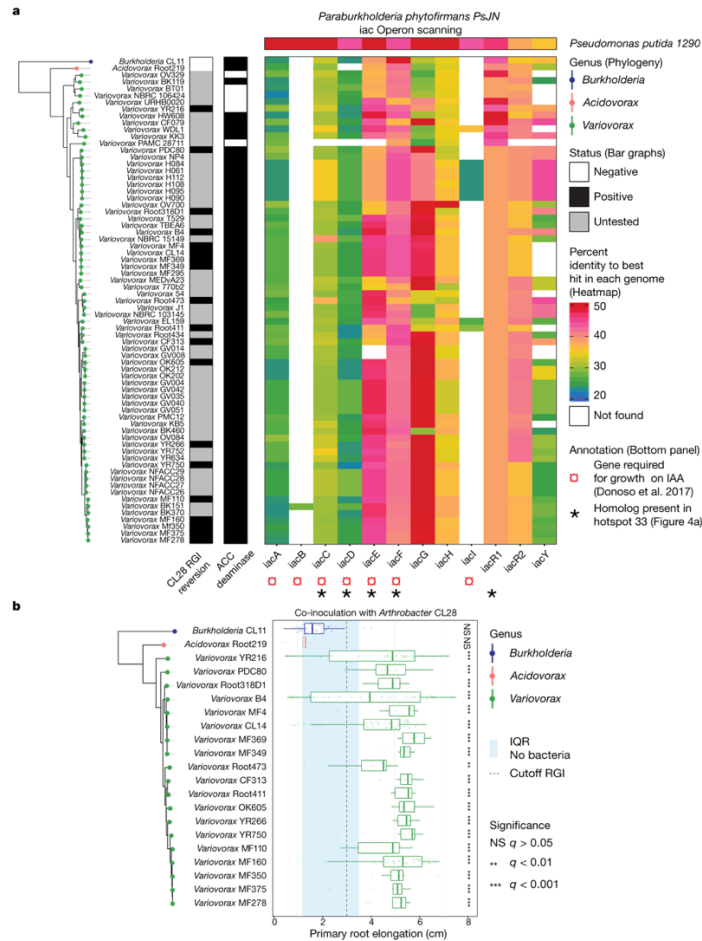 a
Paraburkholderia phytofirmans PsJN
iac Operon scanning
Pseudomonas putida 1290
Burkholderia CL11
Acidovorax Root219
Variovorax OV329
Variovorax BK119
Variovorax BT01
Variovorax NBRC 106424
Variovorax URHB0020
Variovorax YR216
Variovorax HW608
Variovorax CF079
Variovorax WDL1
Variovorax KK3
Variovorax PAMC 28711
Variovorax PDC80
Variovorax NP4
Variovorax H084
Variovorax H061
Variovorax H112
Variovorax H108
Variovorax H095
Variovorax H090
Variovorax OV700
Variovorax Root318D1
Variovorax T529
Variovorax TBEA6
Variovorax B4
Variovorax NBRC 15149
Variovorax MF4
Variovorax CL14
Variovorax MF369
Variovorax MF349
Variovorax MF295
Variovorax MEDvA23
Variovorax 770b2
Variovorax 54
Variovorax Root473
Variovorax J1
Variovorax NBRC 103145
Variovorax EL159
Variovorax Root411
Variovorax Root434
Variovorax CF313
Variovorax GV014
Variovorax GV008
Variovorax OK605
Variovorax OK212
Variovorax OK202
Variovorax GV004
Variovorax GV042
Variovorax GV035
Variovorax GV040
Variovorax GV051
Variovorax PMC12
Variovorax KB5
Variovorax BK460
Variovorax OV084
Variovorax YR266
Variovorax YR752
Variovorax YR634
Variovorax YR750
Variovorax NFACC29
Variovorax NFACC28
Variovorax NFACC27
Variovorax NFACC26
Variovorax MF110
Variovorax BK151
Variovorax BK370
Variovorax MF160
Variovorax Mf350
Variovorax MF375
Variovorax MF278
CL28 RGI
reversion
ACC
deaminase
iacA
iacB
iacC
iacD
iacE
iacF
iacG
iacH
iacI
iacR1
iacR2
iacY
* * * * *
Genus (Phylogeny)
Burkholderia
Acidovorax
Variovorax
Status (Bar graphs)
Negative
Positive
Untested
Percent
identity to best
hit in each genome
(Heatmap)
50
40
30
20
Not found
Annotation (Bottom panel)
Gene required
for growth on IAA
(Donoso et al. 2017)
* Homolog present in
hotspot 33 (Figure 4a)
b
Co-inoculation with Arthrobacter CL28
Burkholderia CL11 NS
Acidovorax Root219 NS
Variovorax YR216 ***
Variovorax PDC80 ***
Variovorax Root318D1 ***
Variovorax B4 ***
Variovorax MF4 ***
Variovorax CL14 ***
Variovorax MF369 ***
Variovorax MF349 ***
Variovorax Root473 ***
Variovorax CF313 ***
Variovorax Root411 ***
Variovorax OK605 ***
Variovorax YR266 ***
Variovorax YR750 ***
Variovorax MF110 ***
Variovorax MF160 ***
Variovorax MF350 ***
Variovorax MF375 ***
Variovorax MF278 ***
0 2 4 6 8
Primary root elongation (cm)
Genus
Burkholderia
Acidovorax
Variovorax
IQR
No bacteria
Cutoff RGI
Significance
NS q > 0.05
** q < 0.01
*** q < 0.001